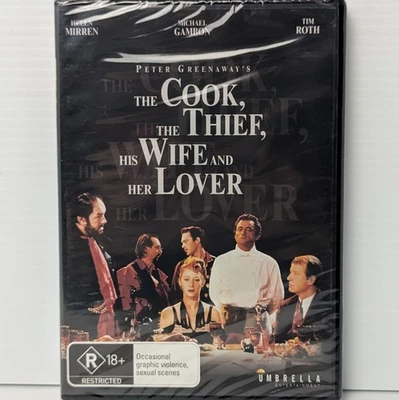 HELEN MIRREN
MICHAEL GAMBON
TIM ROTH
PETER GREENAWAY'S
THE COOK,
THE THIEF,
HIS WIFE AND
HER LOVER
R 18+
RESTRICTED
Occasional
graphic violence,
sexual scenes
UMBRELLA
ENTERTAINMENT